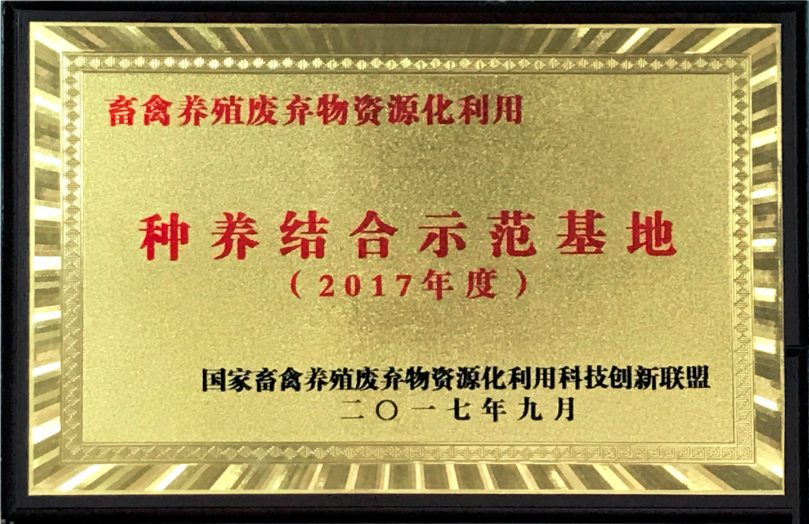 畜禽养殖废弃物资源化利用
种养结合示范基地
（2017年度）
国家畜禽养殖废弃物资源化利用科技创新联盟
二〇一七年九月